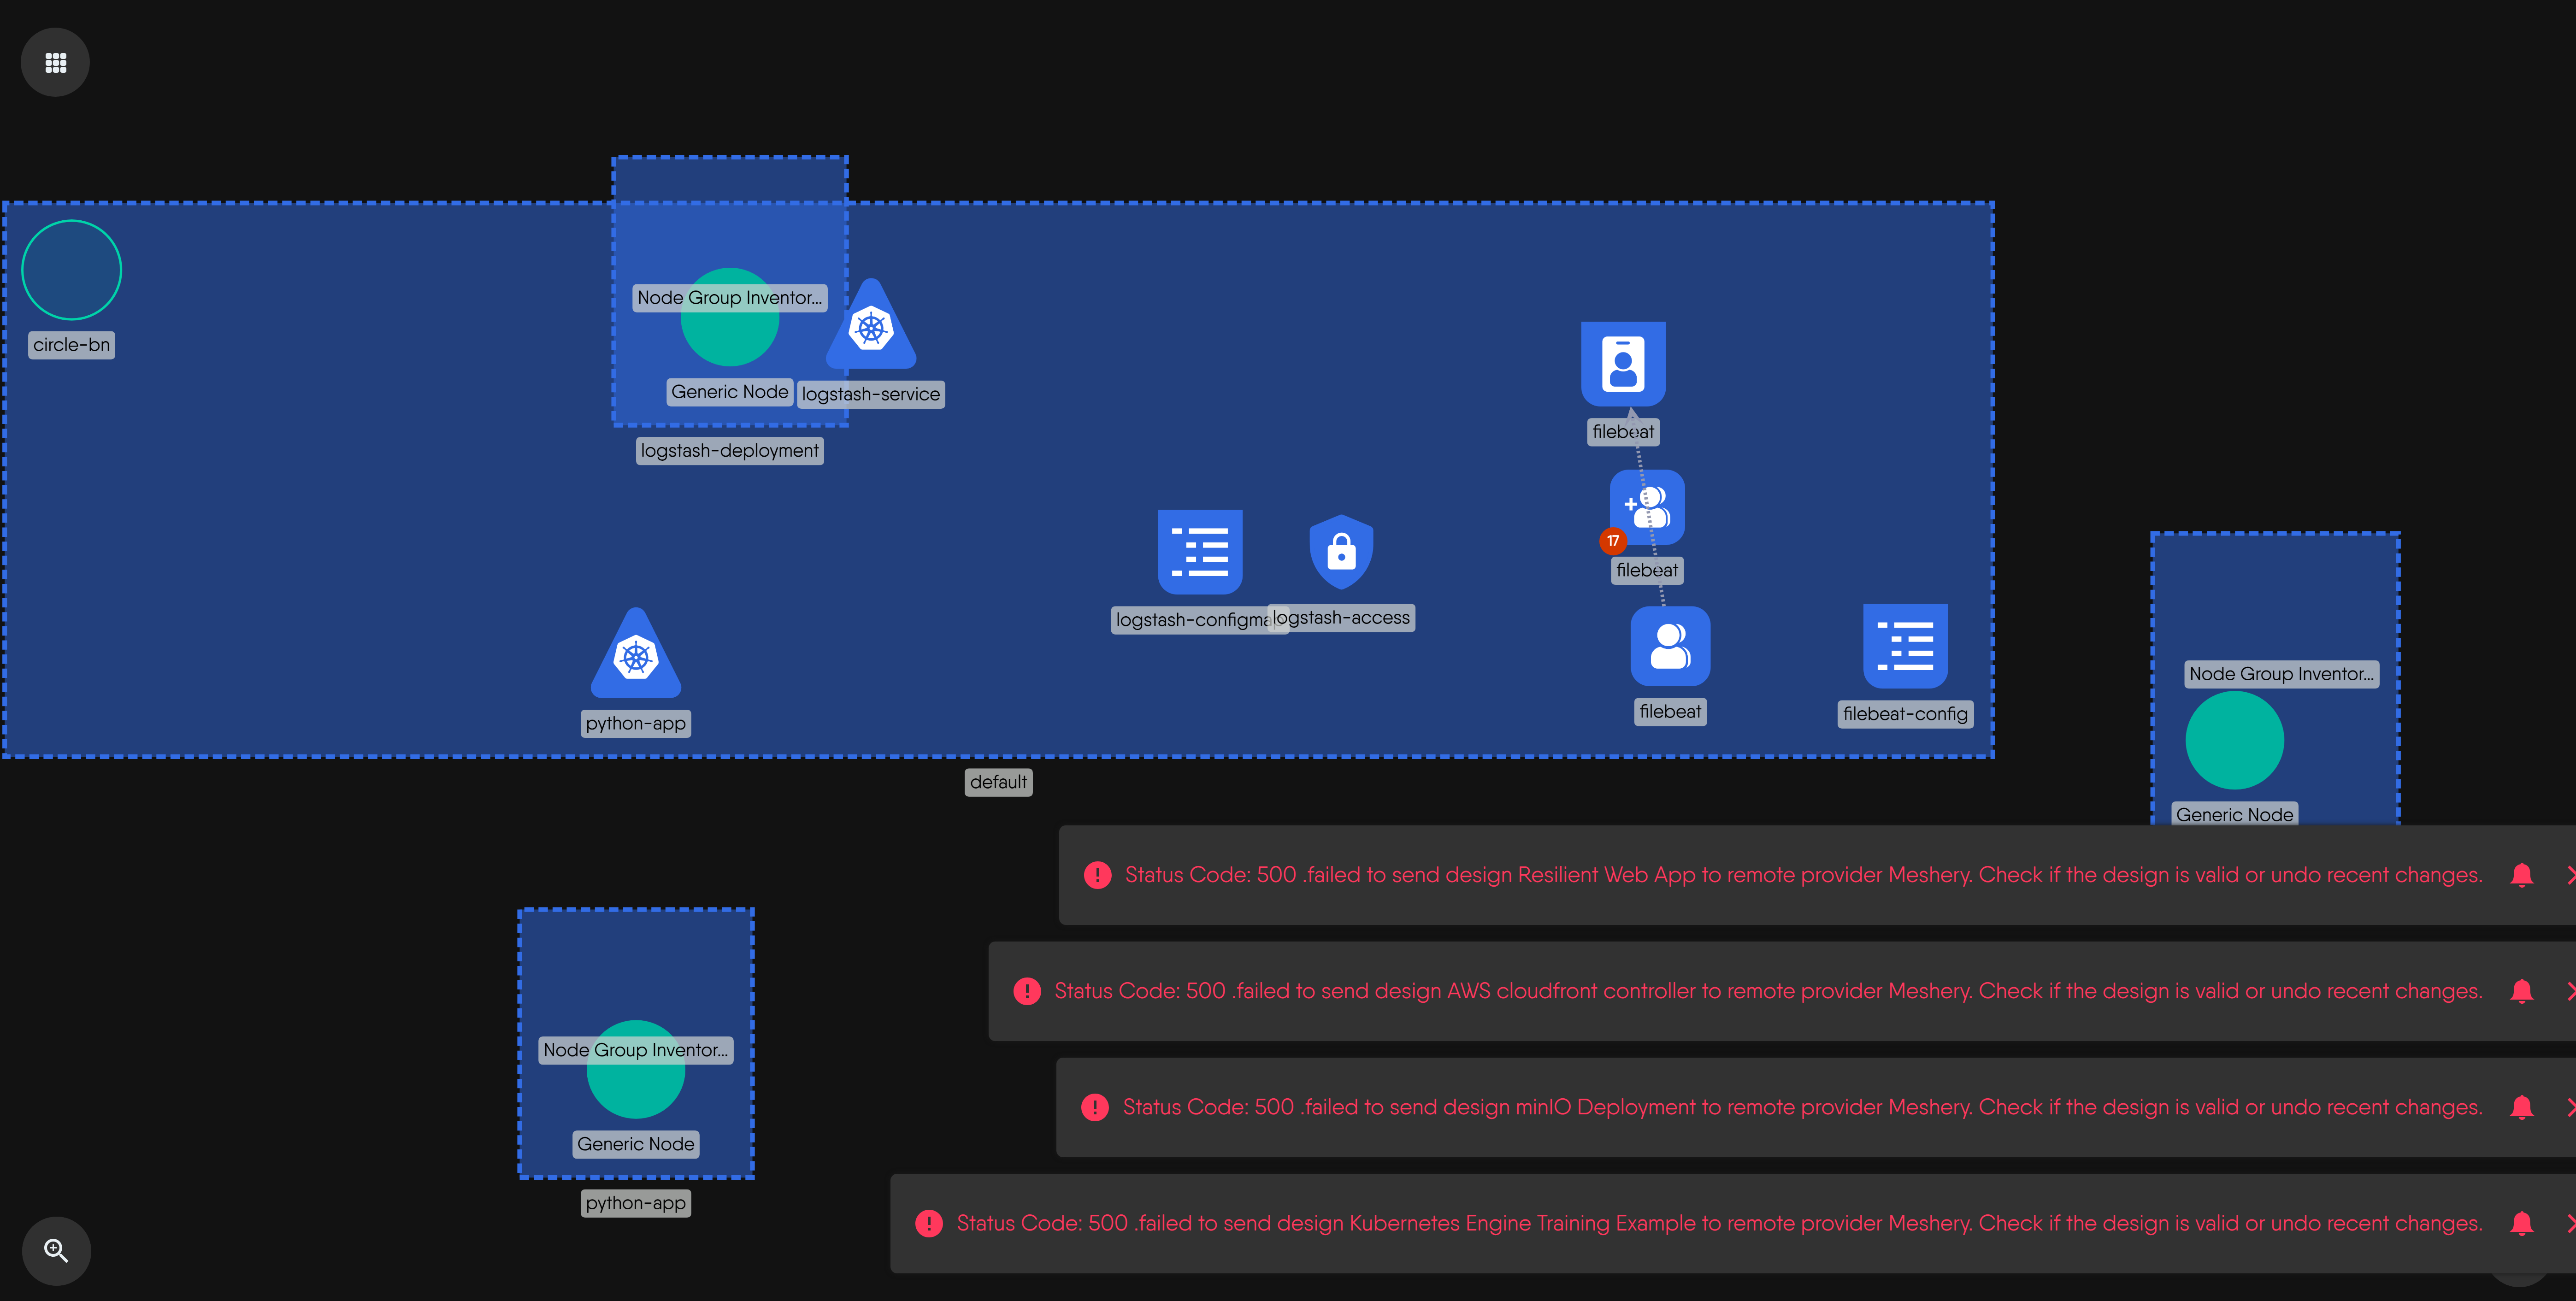 Node Group Inventor...
circle-bn
Generic Node
logstash-service
logstash-deployment
filebeat
17
filebeat
logstash-access
python-app
filebeat
filebeat-config
Node Group Inventor...
Generic Node
default
Status Code: 500 .failed to send design Resilient Web App to remote provider Meshery. Check if the design is valid or undo recent changes.
Status Code: 500 .failed to send design AWS cloudfront controller to remote provider Meshery. Check if the design is valid or undo recent changes.
Node Group Inventor...
Status Code: 500 .failed to send design minIO Deployment to remote provider Meshery. Check if the design is valid or undo recent changes.
Generic Node
python-app
Status Code: 500 .failed to send design Kubernetes Engine Training Example to remote provider Meshery. Check if the design is valid or undo recent changes.